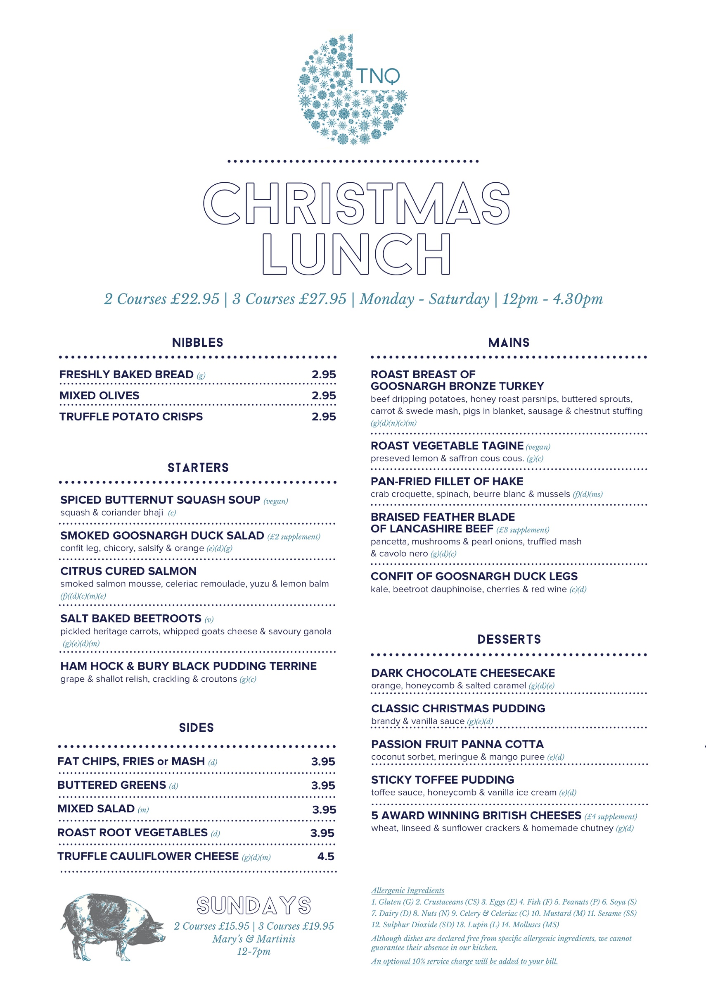 TNQ
CHRISTMAS
LUNCH
2 Courses £22.95 | 3 Courses £27.95 | Monday - Saturday | 12pm - 4.30pm
NIBBLES
FRESHLY BAKED BREAD (g) 2.95
MIXED OLIVES 2.95
TRUFFLE POTATO CRISPS 2.95
STARTERS
SPICED BUTTERNUT SQUASH SOUP (vegan)
squash & coriander bhaji (c)
SMOKED GOOSNARGH DUCK SALAD (£2 supplement)
confit leg, chicory, salsify & orange (e)(d)(g)
CITRUS CURED SALMON
smoked salmon mousse, celeriac remoulade, yuzu & lemon balm
(f)((d)(c)(m)(e)
SALT BAKED BEETROOTS (v)
pickled heritage carrots, whipped goats cheese & savoury ganola
(g)(e)(d)(m)
HAM HOCK & BURY BLACK PUDDING TERRINE
grape & shallot relish, crackling & croutons (g)(c)
SIDES
FAT CHIPS, FRIES or MASH (d) 3.95
BUTTERED GREENS (d) 3.95
MIXED SALAD (m) 3.95
ROAST ROOT VEGETABLES (d) 3.95
TRUFFLE CAULIFLOWER CHEESE (g)(d)(m) 4.5
MAINS
ROAST BREAST OF
GOOSNARGH BRONZE TURKEY
beef dripping potatoes, honey roast parsnips, buttered sprouts,
carrot & swede mash, pigs in blanket, sausage & chestnut stuffing
(g)(d)(n)(c)(m)
ROAST VEGETABLE TAGINE (vegan)
preseved lemon & saffron cous cous. (g)(c)
PAN-FRIED FILLET OF HAKE
crab croquette, spinach, beurre blanc & mussels (f)(d)(ms)
BRAISED FEATHER BLADE
OF LANCASHIRE BEEF (£3 supplement)
pancetta, mushrooms & pearl onions, truffled mash
& cavolo nero (g)(d)(c)
CONFIT OF GOOSNARGH DUCK LEGS
kale, beetroot dauphinoise, cherries & red wine (c)(d)
DESSERTS
DARK CHOCOLATE CHEESECAKE
orange, honeycomb & salted caramel (g)(d)(e)
CLASSIC CHRISTMAS PUDDING
brandy & vanilla sauce (g)(e)(d)
PASSION FRUIT PANNA COTTA
coconut sorbet, meringue & mango puree (e)(d)
STICKY TOFFEE PUDDING
toffee sauce, honeycomb & vanilla ice cream (e)(d)
5 AWARD WINNING BRITISH CHEESES (£4 supplement)
wheat, linseed & sunflower crackers & homemade chutney (g)(d)
SUNDAYS
2 Courses £15.95 | 3 Courses £19.95
Mary's & Martinis
12-7pm
Allergenic Ingredients
1. Gluten (G) 2. Crustaceans (CS) 3. Eggs (E) 4. Fish (F) 5. Peanuts (P) 6. Soya (S)
7. Dairy (D) 8. Nuts (N) 9. Celery & Celeriac (C) 10. Mustard (M) 11. Sesame (SS)
12. Sulphur Dioxide (SD) 13. Lupin (L) 14. Molluscs (MS)
Although dishes are declared free from specific allergenic ingredients, we cannot
guarantee their absence in our kitchen.
An optional 10% service charge will be added to your bill.